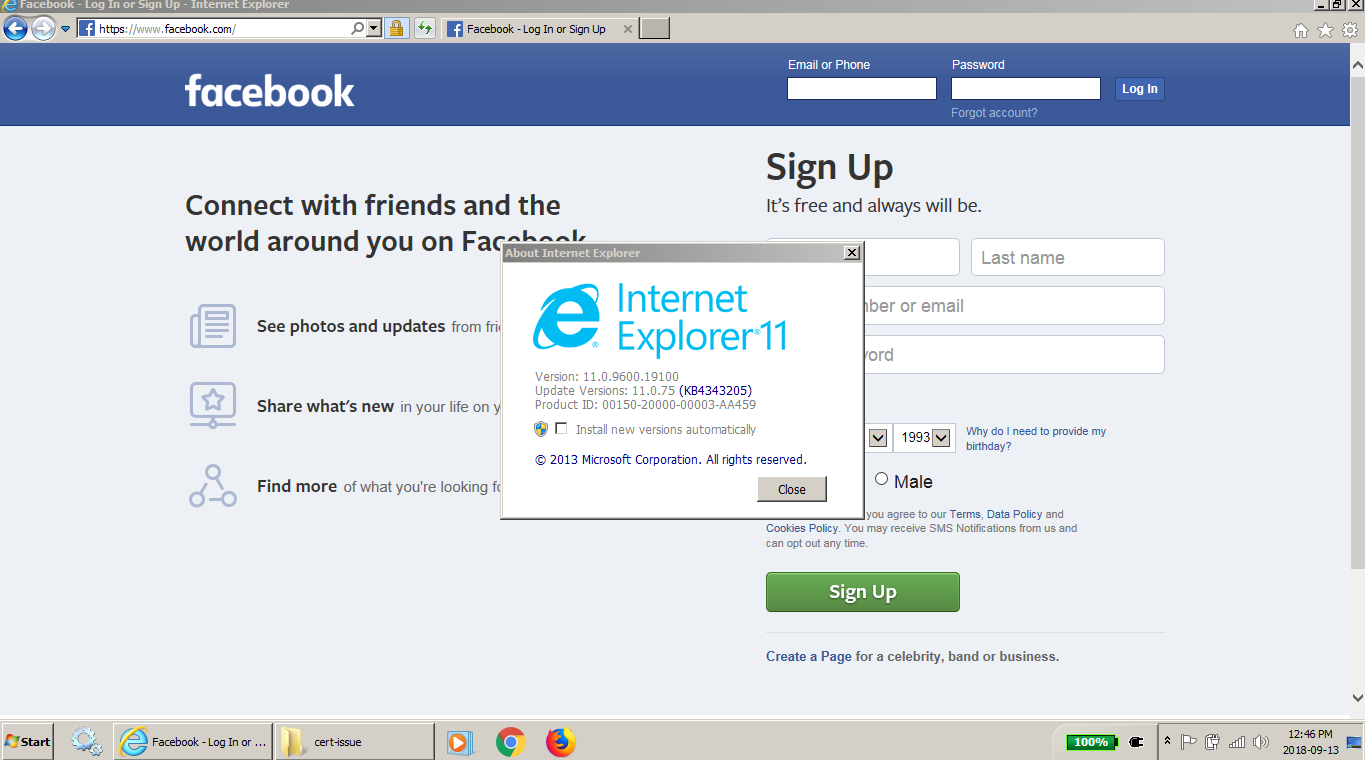 Facebook - Log In or Sign Up - Internet Explorer
https://www.facebook.com/
Facebook - Log In or Sign Up
facebook
Email or Phone
Password
Log In
Forgot account?
Connect with friends and the
world around you on Facebook
See photos and updates from
Share what's new in your life on
Find more of what you're looking
Sign Up
It's free and always will be.
Last name
or email
1993
Why do I need to provide my
birthday?
Male
you agree to our Terms, Data Policy and
Cookies Policy. You may receive SMS Notifications from us and
can opt out any time.
Sign Up
Create a Page for a celebrity, band or business.
About Internet Explorer
Internet
Explorer®11
Version: 11.0.9600.19100
Update Versions: 11.0.75 (KB4343205)
Product ID: 00150-20000-00003-AA459
Install new versions automatically
© 2013 Microsoft Corporation. All rights reserved.
Close
Start
Facebook - Log In or ...
cert-issue
100%
12:46 PM
2018-09-13